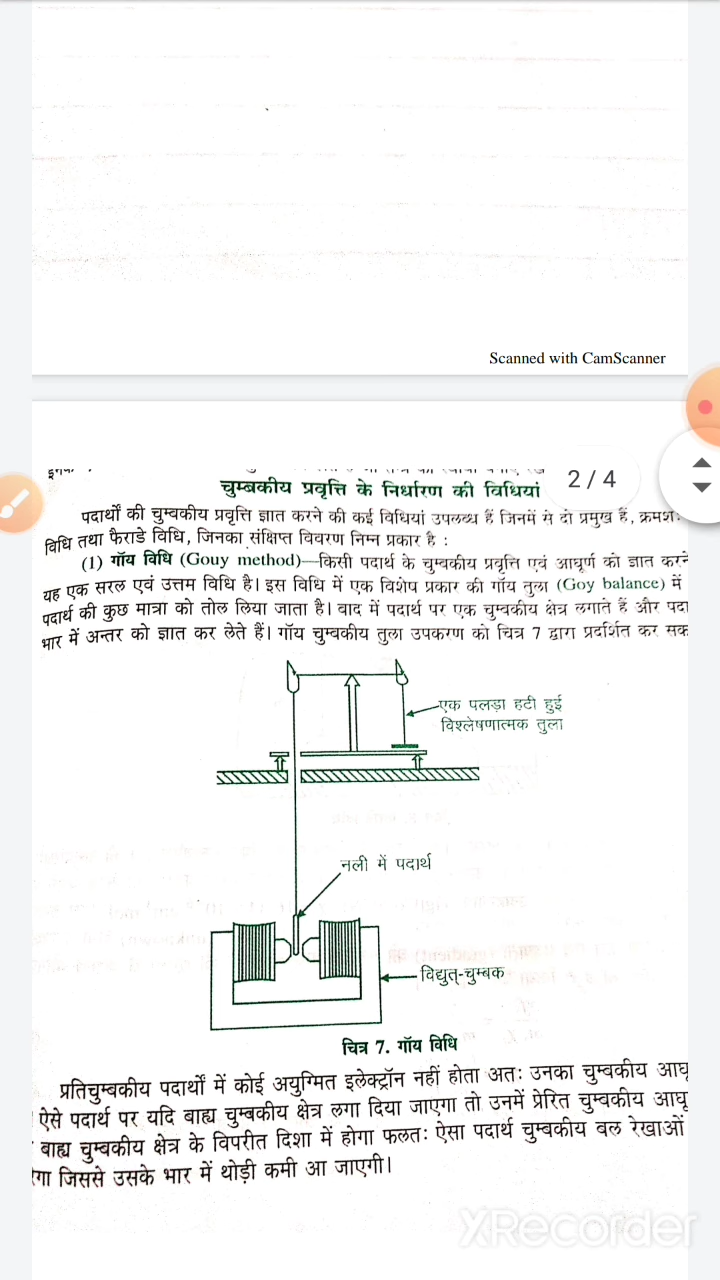 Scanned with CamScanner
2 / 4
चुम्बकीय प्रवृत्ति के निर्धारण की विधियां
पदार्थों की चुम्बकीय प्रवृत्ति ज्ञात करने की कई विधियां उपलब्ध हैं जिनमें से दो प्रमुख हैं, क्रमश:
विधि तथा फैराडे विधि, जिनका संक्षिप्त विवरण निम्न प्रकार है :
(1) गॉय विधि (Gouy method)—किसी पदार्थ के चुम्बकीय प्रवृत्ति एवं आघूर्ण को ज्ञात करने
यह एक सरल एवं उत्तम विधि है। इस विधि में एक विशेष प्रकार की गॉय तुला (Goy balance) में
पदार्थ की कुछ मात्रा को तोल लिया जाता है। बाद में पदार्थ पर एक चुम्बकीय क्षेत्र लगाते हैं और पदा
भार में अन्तर को ज्ञात कर लेते हैं। गॉय चुम्बकीय तुला उपकरण को चित्र 7 द्वारा प्रदर्शित कर सक
एक पलड़ा हटी हुई
विश्लेषणात्मक तुला
नली में पदार्थ
विद्युत्-चुम्बक
चित्र 7. गॉय विधि
प्रतिचुम्बकीय पदार्थों में कोई अयुग्मित इलेक्ट्रॉन नहीं होता अतः उनका चुम्बकीय आघू
ऐसे पदार्थ पर यदि बाह्य चुम्बकीय क्षेत्र लगा दिया जाएगा तो उनमें प्रेरित चुम्बकीय आघू
बाह्य चुम्बकीय क्षेत्र के विपरीत दिशा में होगा फलतः ऐसा पदार्थ चुम्बकीय बल रेखाओं
गा जिससे उसके भार में थोड़ी कमी आ जाएगी।
XRecorder